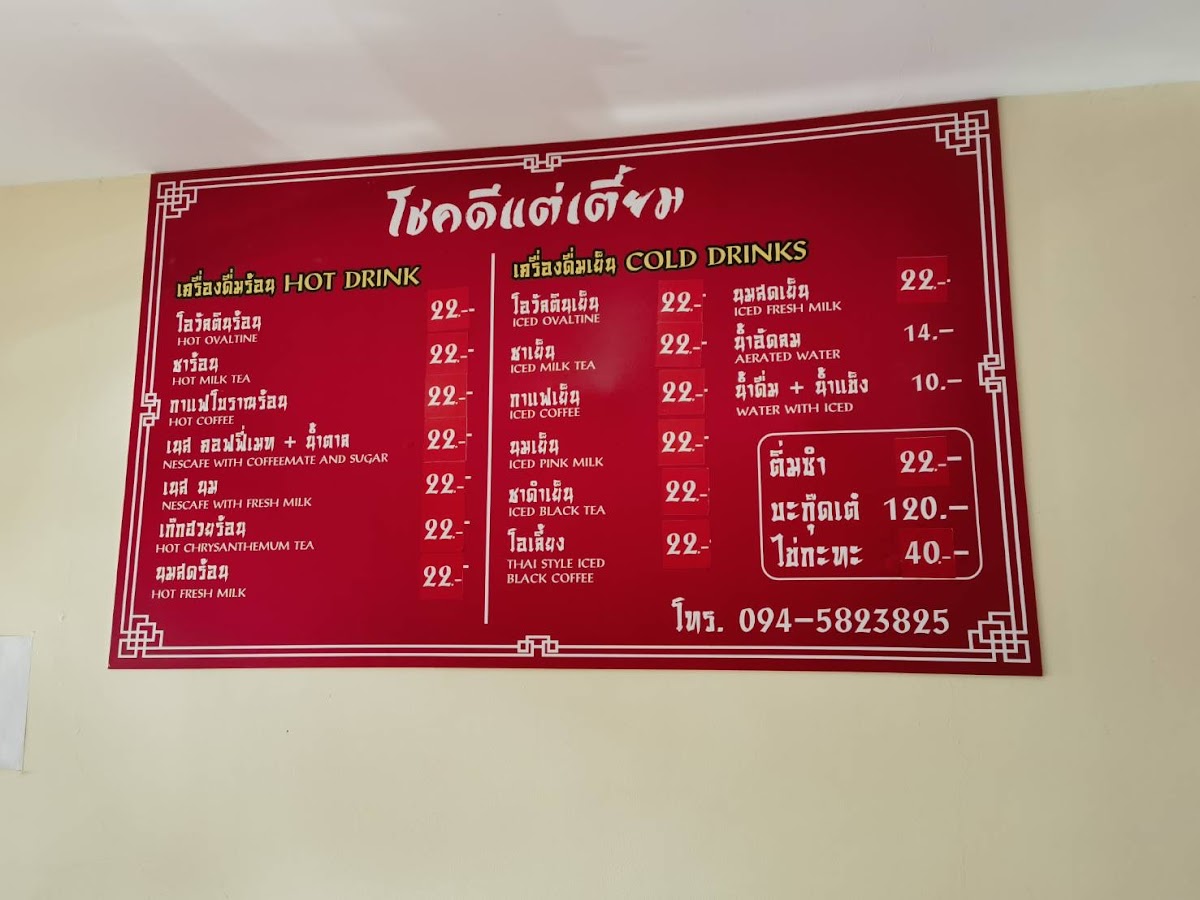 โชคดีแต่เตี้ยม
เครื่องดื่มร้อน HOT DRINK
โอวัลตินร้อน 22.-
HOT OVALTINE
ชาร้อน 22.-
HOT MILK TEA
กาแฟโบราณร้อน 22.-
HOT COFFEE
เนส คอฟฟี่เมท + น้ำตาล 22.-
NESCAFE WITH COFFEEMATE AND SUGAR
เนส นม 22.-
NESCAFE WITH FRESH MILK
เก๊กฮวยร้อน 22.-
HOT CHRYSANTHEMUM TEA
นมสดร้อน 22.-
HOT FRESH MILK
เครื่องดื่มเย็น COLD DRINKS
โอวัลตินเย็น 22.-
ICED OVALTINE
ชาเย็น 22.-
ICED MILK TEA
กาแฟเย็น 22.-
ICED COFFEE
นมเย็น 22.-
ICED PINK MILK
ชาดำเย็น 22.-
ICED BLACK TEA
โอเลี้ยง 22.-
THAI STYLE ICED
BLACK COFFEE
นมสดเย็น 22.-
ICED FRESH MILK
น้ำอัดลม 14.-
AERATED WATER
น้ำดื่ม + น้ำแข็ง 10.-
WATER WITH ICED
ติ่มซำ 22.-
บะกุ๊ดเต๋ 120.-
ไข่กะทะ 40.-
โทร. 094-5823825